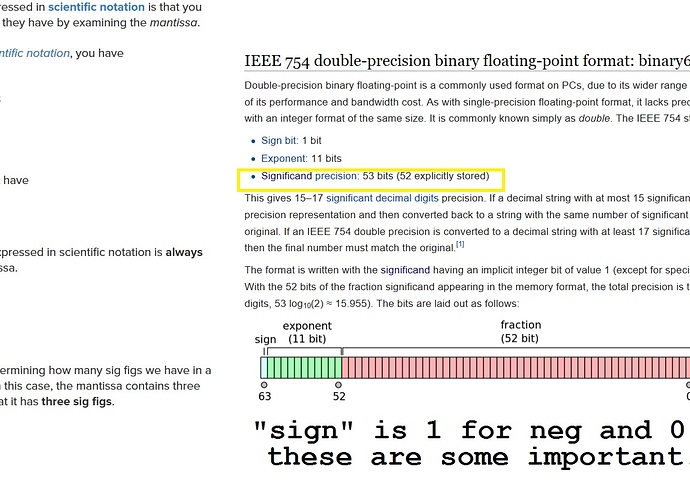 ressed in scientific notation is that you
they have by examining the mantissa.
ntific notation, you have
have
xpressed in scientific notation is always
ssa.
ermining how many sig figs we have in a
this case, the mantissa contains three
at it has three sig figs.
IEEE 754 double-precision binary floating-point format: binary6
Double-precision binary floating-point is a commonly used format on PCs, due to its wider range
of its performance and bandwidth cost. As with single-precision floating-point format, it lacks prec
with an integer format of the same size. It is commonly known simply as double. The IEEE 754 s
• Sign bit: 1 bit
• Exponent: 11 bits
• Significand precision: 53 bits (52 explicitly stored)
This gives 15–17 significant decimal digits precision. If a decimal string with at most 15 significa
precision representation and then converted back to a string with the same number of significant
original. If an IEEE 754 double precision is converted to a decimal string with at least 17 significa
then the final number must match the original.[1]
The format is written with the significand having an implicit integer bit of value 1 (except for speci
With the 52 bits of the fraction significand appearing in the memory format, the total precision is t
digits, 53 log10(2) ≈ 15.955). The bits are laid out as follows:
exponent
sign (11 bit)
fraction
(52 bit)
63 52 0
"sign" is 1 for neg and 0
these are some important